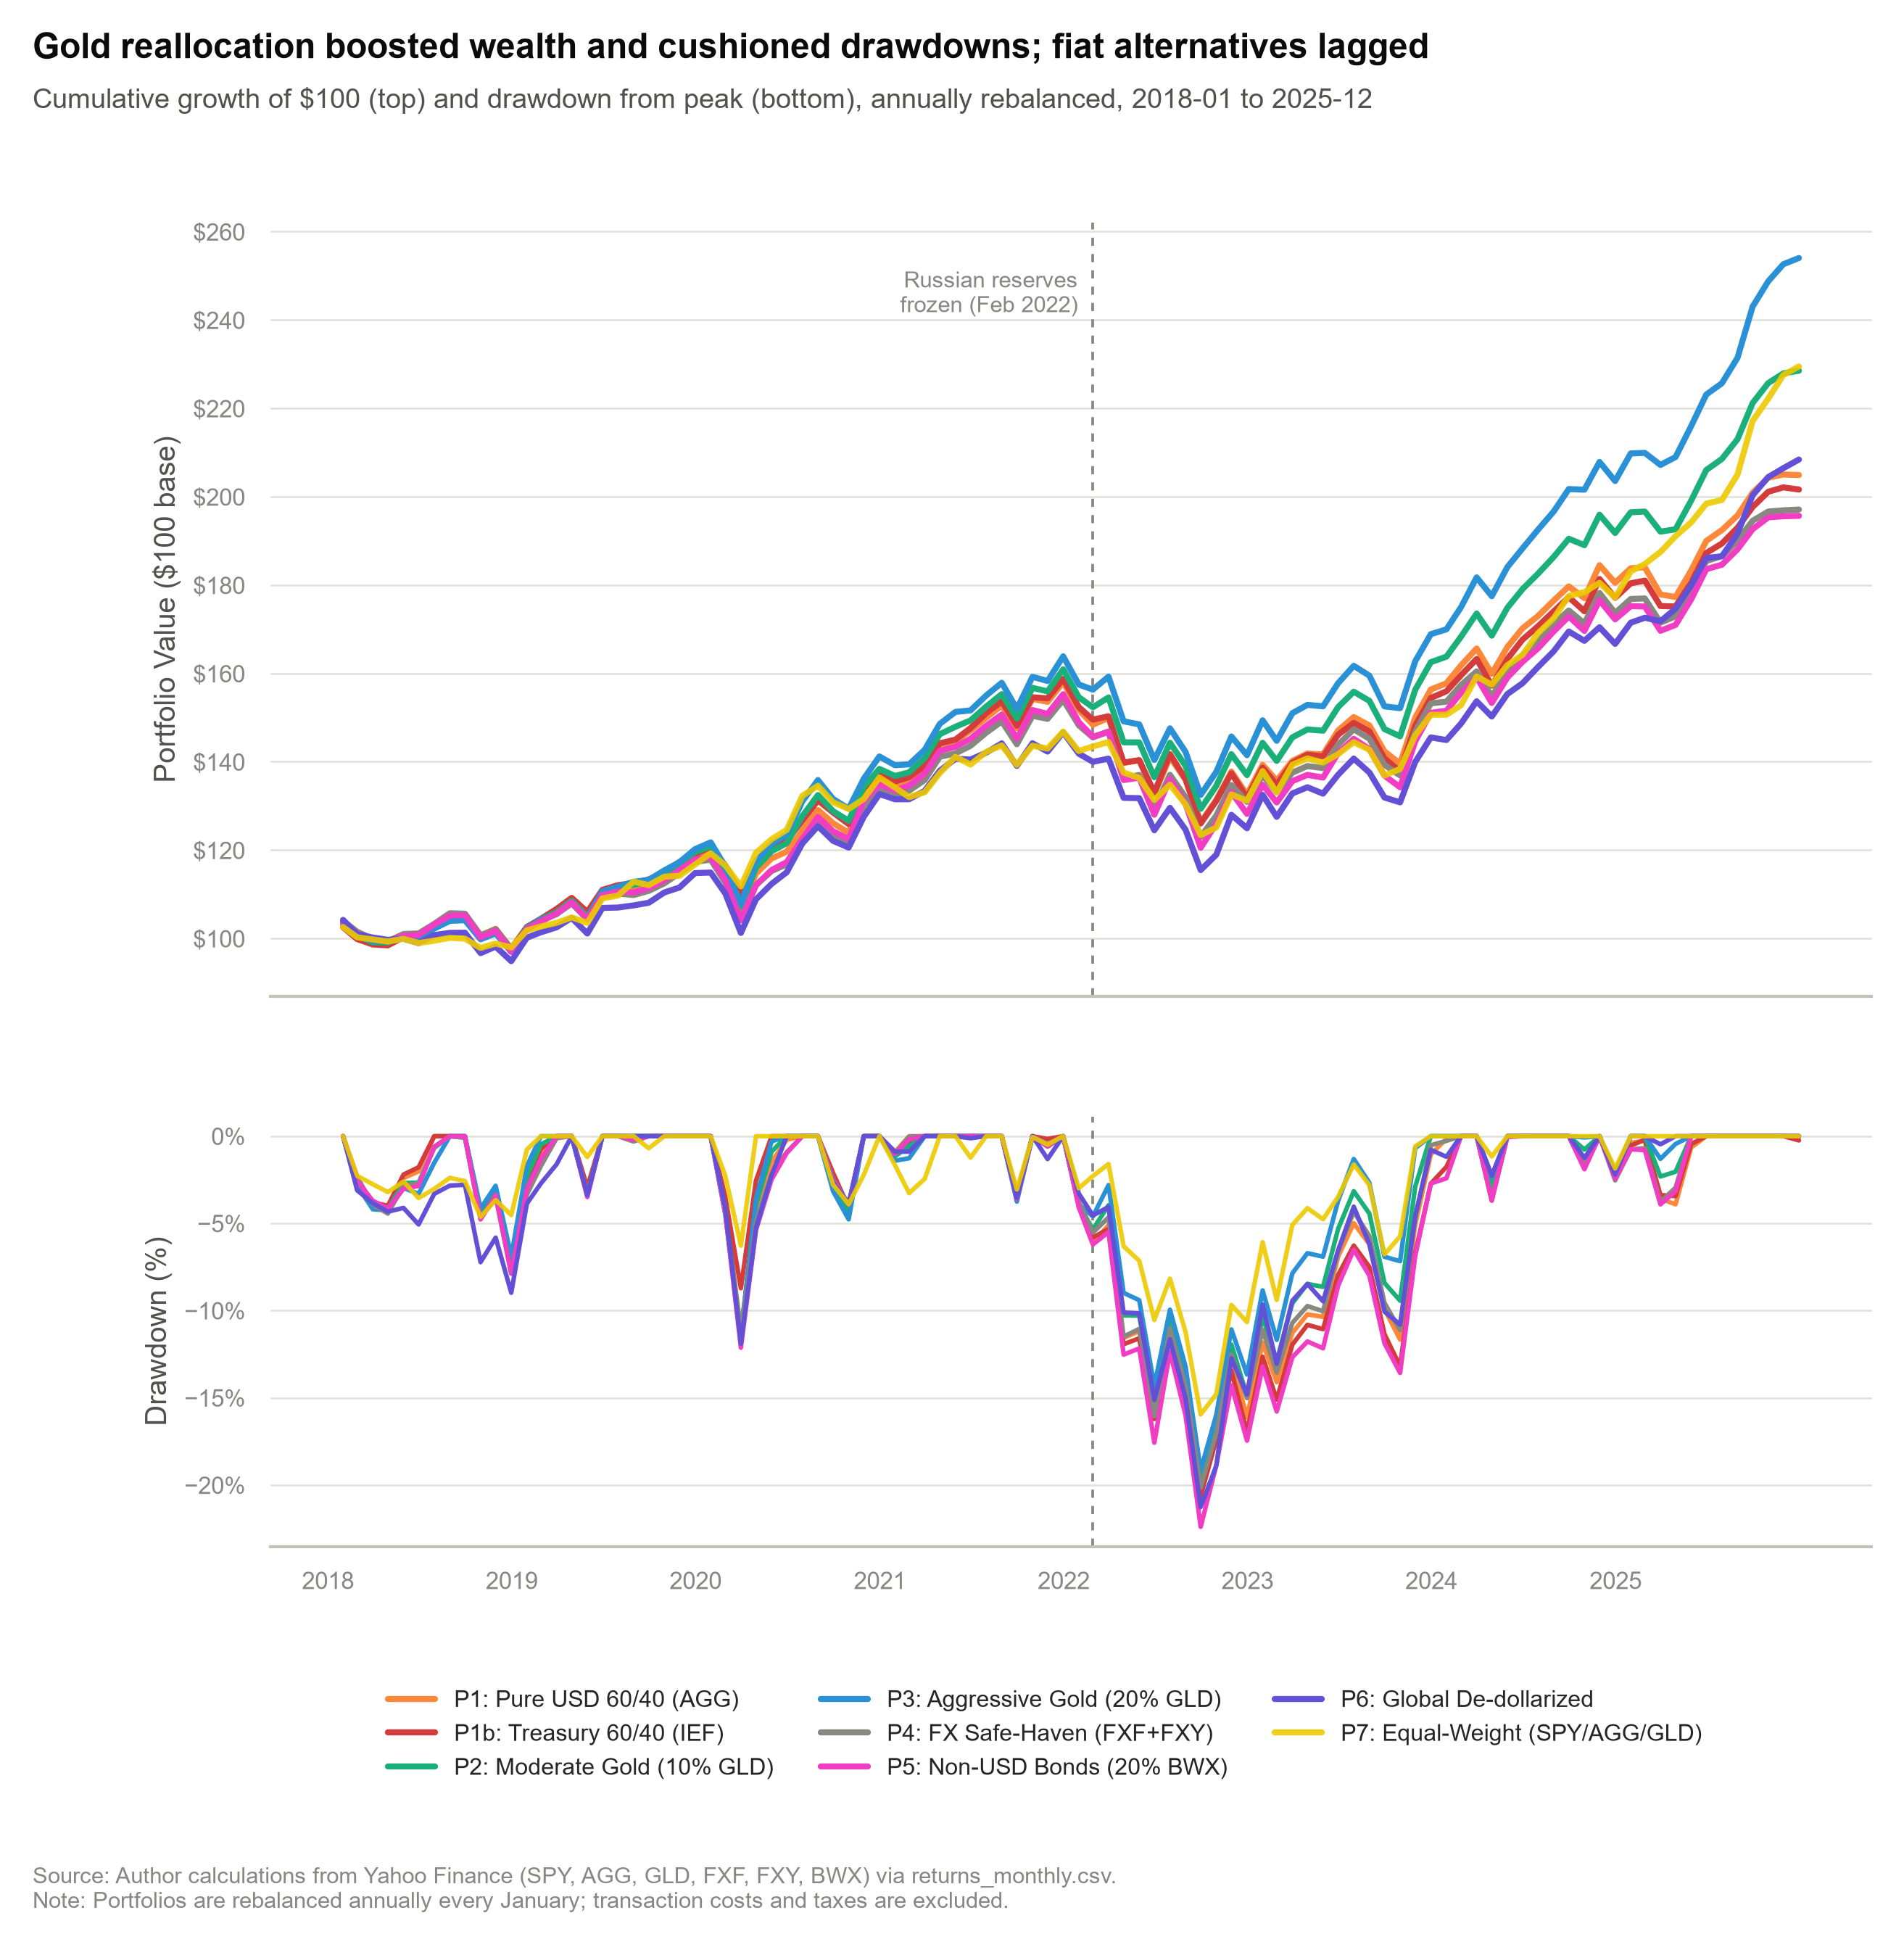 Gold reallocation boosted wealth and cushioned drawdowns; fiat alternatives lagged
Cumulative growth of $100 (top) and drawdown from peak (bottom), annually rebalanced, 2018-01 to 2025-12
Portfolio Value ($100 base)
$260
$240
$220
$200
$180
$160
$140
$120
$100
Russian reserves
frozen (Feb 2022)
Drawdown (%)
0%
−5%
−10%
−15%
−20%
2018
2019
2020
2021
2022
2023
2024
2025
P1: Pure USD 60/40 (AGG)
P1b: Treasury 60/40 (IEF)
P2: Moderate Gold (10% GLD)
P3: Aggressive Gold (20% GLD)
P4: FX Safe-Haven (FXF+FXY)
P5: Non-USD Bonds (20% BWX)
P6: Global De-dollarized
P7: Equal-Weight (SPY/AGG/GLD)
Source: Author calculations from Yahoo Finance (SPY, AGG, GLD, FXF, FXY, BWX) via returns_monthly.csv.
Note: Portfolios are rebalanced annually every January; transaction costs and taxes are excluded.